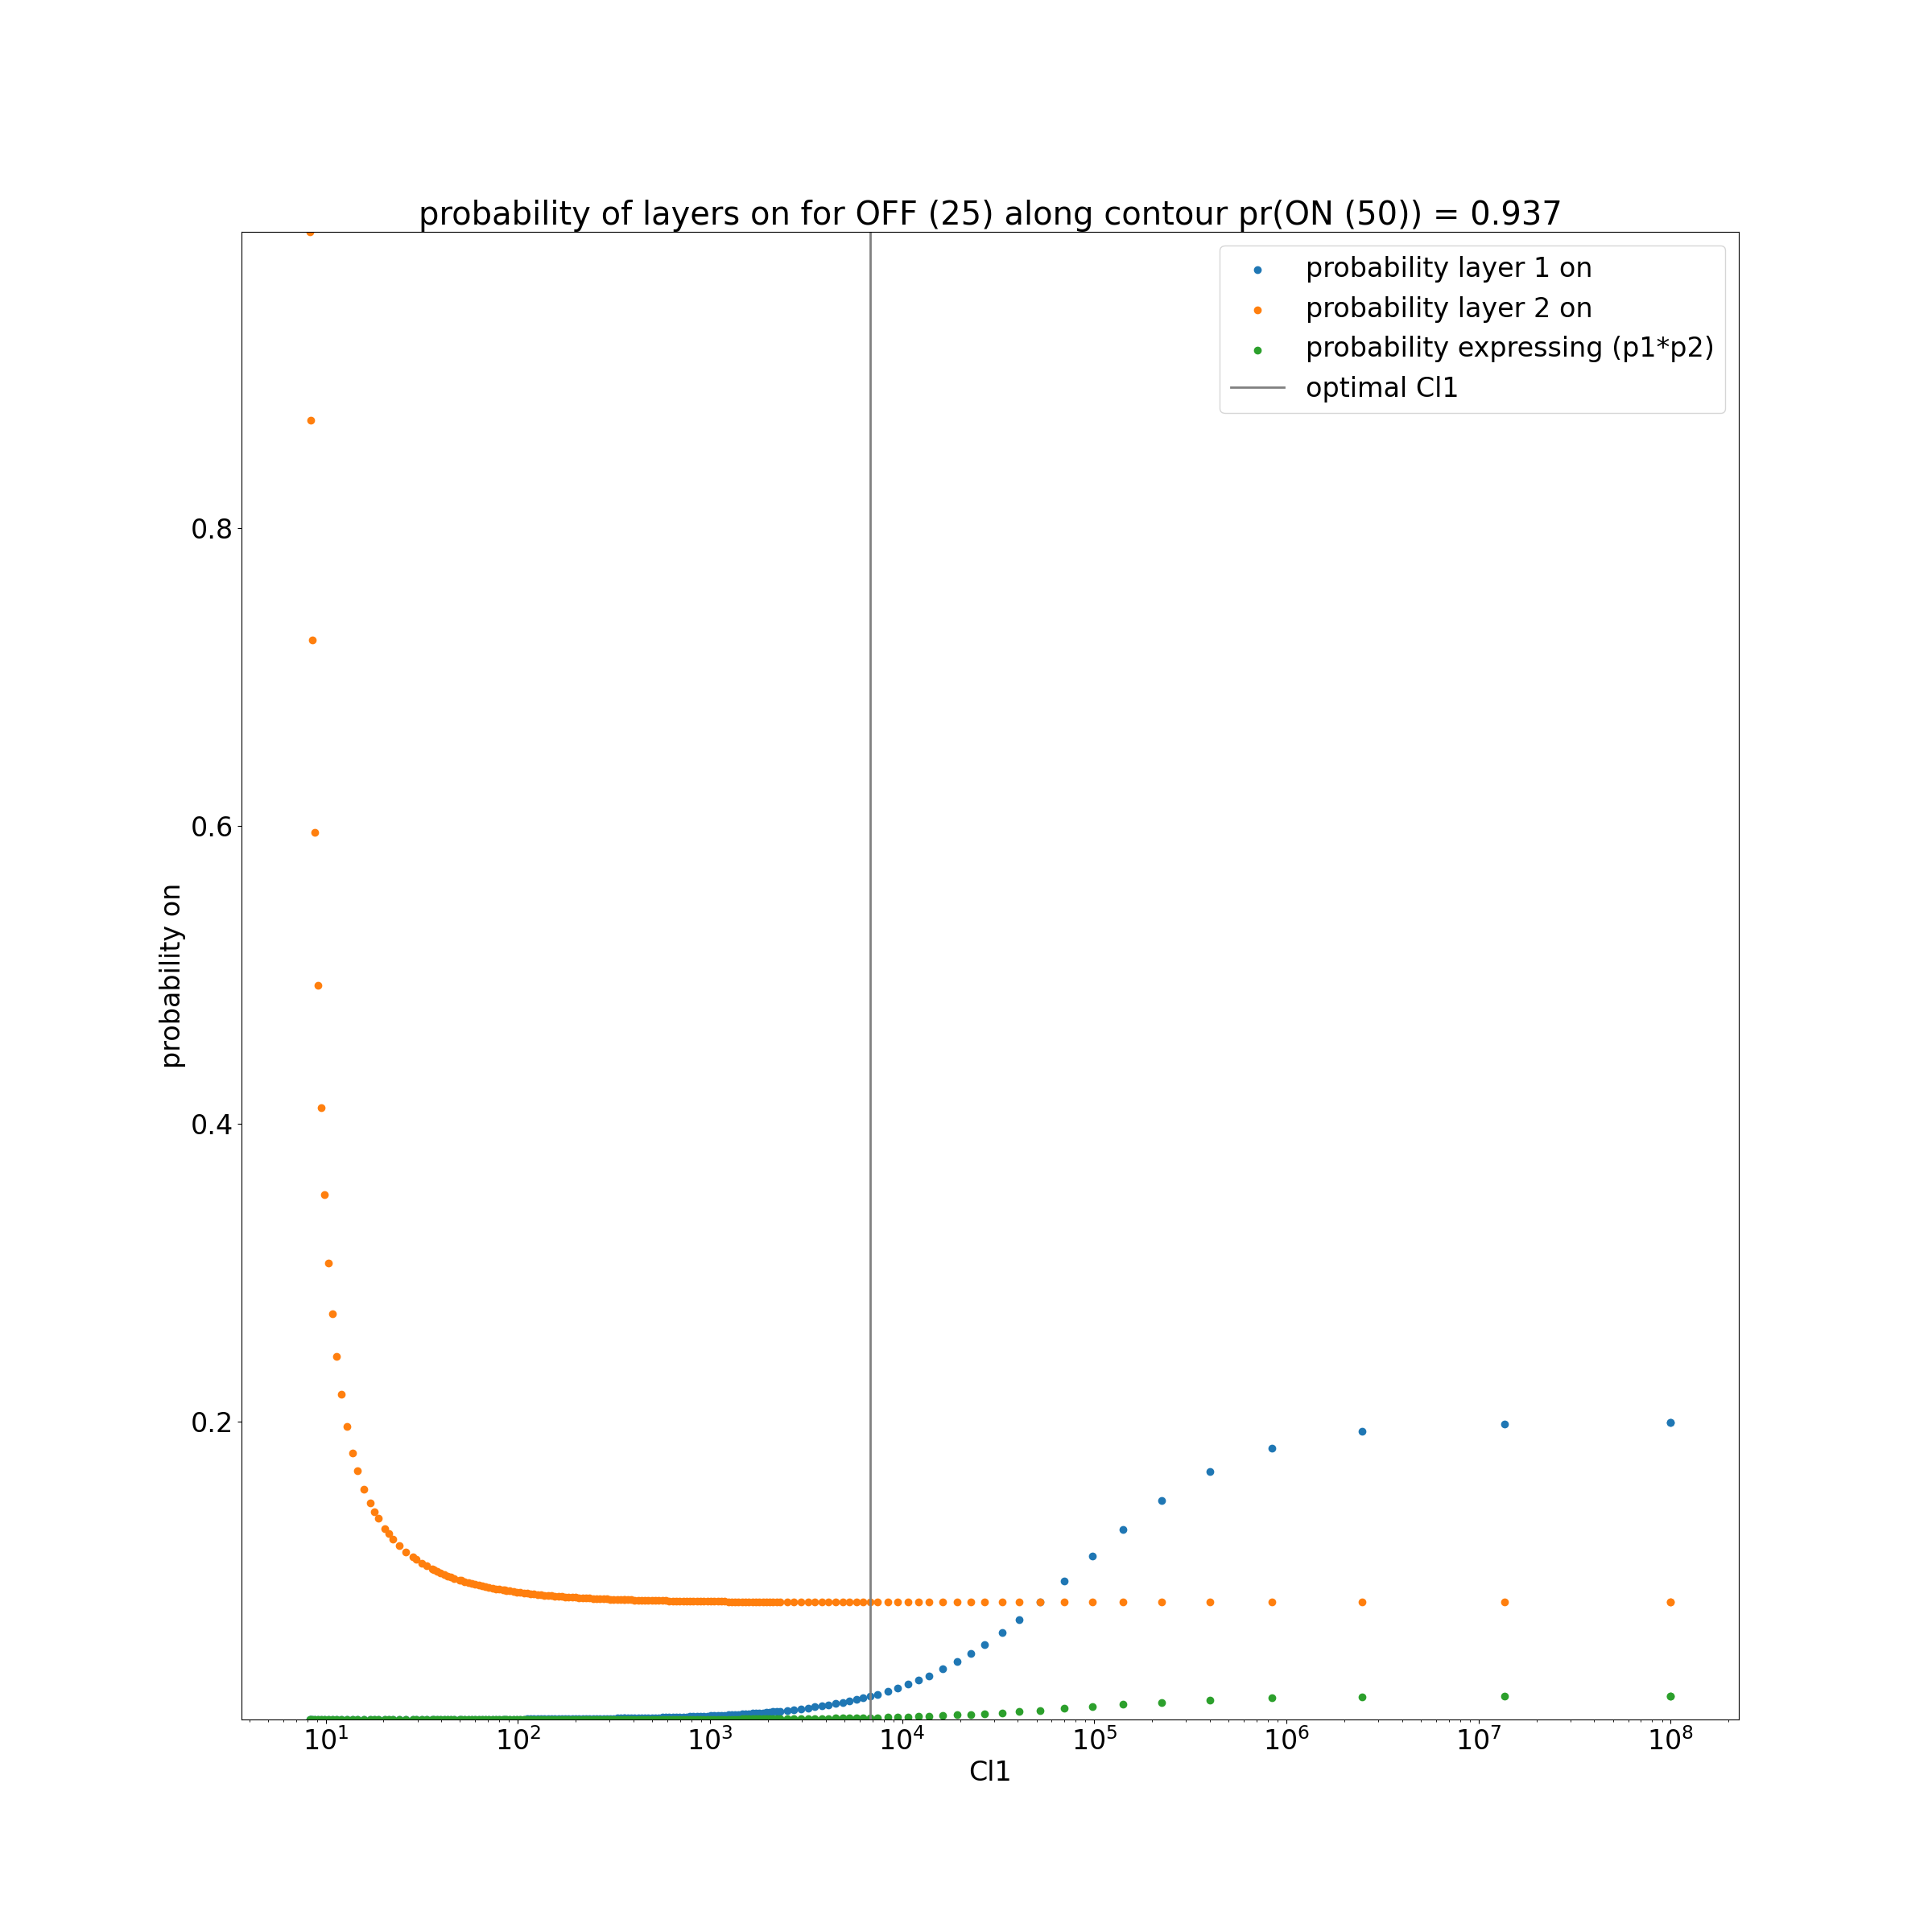 probability of layers on for OFF (25) along contour pr(ON (50)) = 0.937
probability layer 1 on
probability layer 2 on
probability expressing (p1*p2)
optimal Cl1
0.8
0.6
0.4
0.2
probability on
10¹ 10² 10³ 10⁴ 10⁵ 10⁶ 10⁷ 10⁸
Cl1